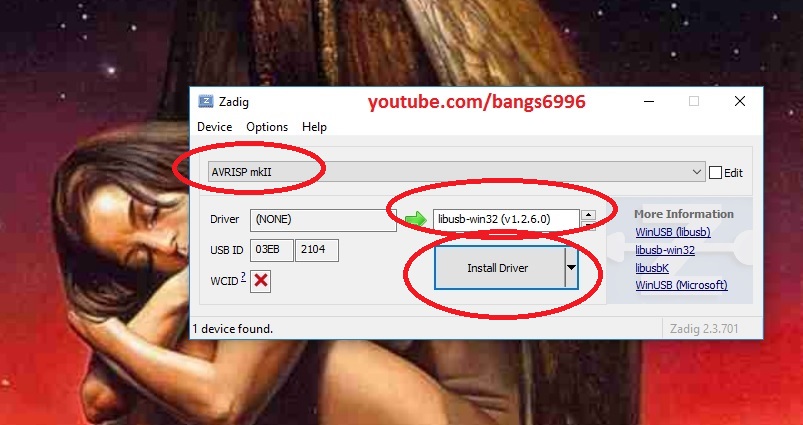 Zadig
youtube.com/bangs6996
Device Options Help
AVRISP mkII
Edit
Driver (NONE) libusb-win32 (v1.2.6.0)
More Information
WinUSB (libusb)
USB ID 03EB 2104
libusb-win32
Install Driver
libusbK
WCID ?
WinUSB (Microsoft)
1 device found.
Zadig 2.3.701